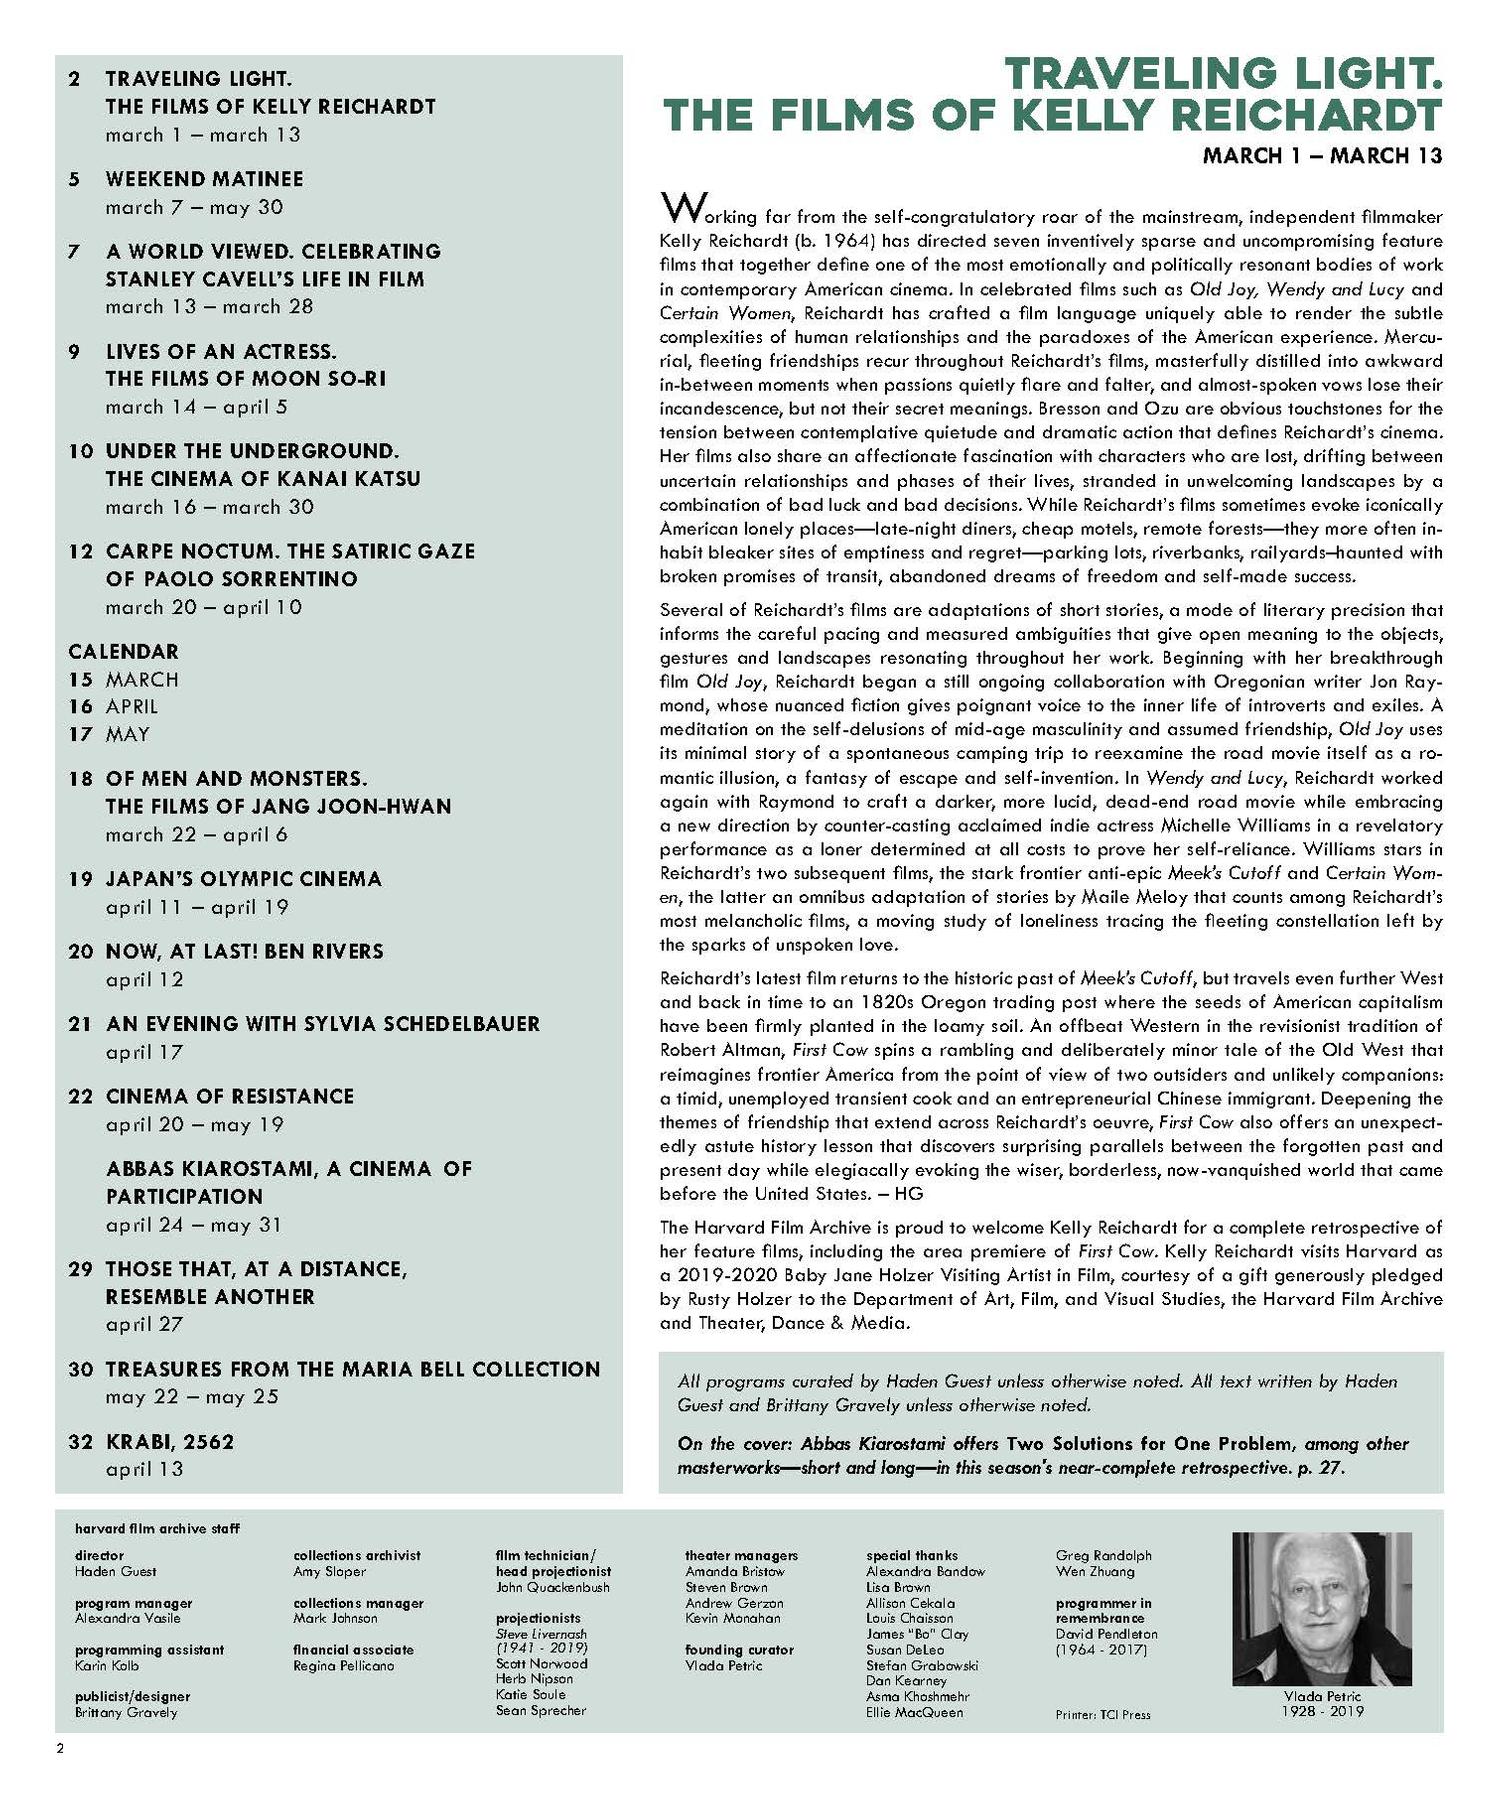 2 TRAVELING LIGHT.
THE FILMS OF KELLY REICHARDT
march 1 – march 13
5 WEEKEND MATINEE
march 7 – may 30
7 A WORLD VIEWED. CELEBRATING
STANLEY CAVELL'S LIFE IN FILM
march 13 – march 28
9 LIVES OF AN ACTRESS.
THE FILMS OF MOON SO-RI
march 14 – april 5
10 UNDER THE UNDERGROUND.
THE CINEMA OF KANAI KATSU
march 16 – march 30
12 CARPE NOCTUM. THE SATIRIC GAZE
OF PAOLO SORRENTINO
march 20 – april 10
CALENDAR
15 MARCH
16 APRIL
17 MAY
18 OF MEN AND MONSTERS.
THE FILMS OF JANG JOON-HWAN
march 22 – april 6
19 JAPAN'S OLYMPIC CINEMA
april 11 – april 19
20 NOW, AT LAST! BEN RIVERS
april 12
21 AN EVENING WITH SYLVIA SCHEDELBAUER
april 17
22 CINEMA OF RESISTANCE
april 20 – may 19
ABBAS KIAROSTAMI, A CINEMA OF
PARTICIPATION
april 24 – may 31
29 THOSE THAT, AT A DISTANCE,
RESEMBLE ANOTHER
april 27
30 TREASURES FROM THE MARIA BELL COLLECTION
may 22 – may 25
32 KRABI, 2562
april 13
TRAVELING LIGHT.
THE FILMS OF KELLY REICHARDT
MARCH 1 – MARCH 13
Working far from the self-congratulatory roar of the mainstream, independent filmmaker
Kelly Reichardt (b. 1964) has directed seven inventively sparse and uncompromising feature
films that together define one of the most emotionally and politically resonant bodies of work
in contemporary American cinema. In celebrated films such as Old Joy, Wendy and Lucy and
Certain Women, Reichardt has crafted a film language uniquely able to render the subtle
complexities of human relationships and the paradoxes of the American experience. Mercu-
rial, fleeting friendships recur throughout Reichardt's films, masterfully distilled into awkward
in-between moments when passions quietly flare and falter, and almost-spoken vows lose their
incandescence, but not their secret meanings. Bresson and Ozu are obvious touchstones for the
tension between contemplative quietude and dramatic action that defines Reichardt's cinema.
Her films also share an affectionate fascination with characters who are lost, drifting between
uncertain relationships and phases of their lives, stranded in unwelcoming landscapes by a
combination of bad luck and bad decisions. While Reichardt's films sometimes evoke iconically
American lonely places—late-night diners, cheap motels, remote forests—they more often in-
habit bleaker sites of emptiness and regret—parking lots, riverbanks, railyards—haunted with
broken promises of transit, abandoned dreams of freedom and self-made success.
Several of Reichardt's films are adaptations of short stories, a mode of literary precision that
informs the careful pacing and measured ambiguities that give open meaning to the objects,
gestures and landscapes resonating throughout her work. Beginning with her breakthrough
film Old Joy, Reichardt began a still ongoing collaboration with Oregonian writer Jon Ray-
mond, whose nuanced fiction gives poignant voice to the inner life of introverts and exiles. A
meditation on the self-delusions of mid-age masculinity and assumed friendship, Old Joy uses
its minimal story of a spontaneous camping trip to reexamine the road movie itself as a ro-
mantic illusion, a fantasy of escape and self-invention. In Wendy and Lucy, Reichardt worked
again with Raymond to craft a darker, more lucid, dead-end road movie while embracing
a new direction by counter-casting acclaimed indie actress Michelle Williams in a revelatory
performance as a loner determined at all costs to prove her self-reliance. Williams stars in
Reichardt's two subsequent films, the stark frontier anti-epic Meek's Cutoff and Certain Wom-
en, the latter an omnibus adaptation of stories by Maile Meloy that counts among Reichardt's
most melancholic films, a moving study of loneliness tracing the fleeting constellation left by
the sparks of unspoken love.
Reichardt's latest film returns to the historic past of Meek's Cutoff, but travels even further West
and back in time to an 1820s Oregon trading post where the seeds of American capitalism
have been firmly planted in the loamy soil. An offbeat Western in the revisionist tradition of
Robert Altman, First Cow spins a rambling and deliberately minor tale of the Old West that
reimagines frontier America from the point of view of two outsiders and unlikely companions:
a timid, unemployed transient cook and an entrepreneurial Chinese immigrant. Deepening the
themes of friendship that extend across Reichardt's oeuvre, First Cow also offers an unexpect-
edly astute history lesson that discovers surprising parallels between the forgotten past and
present day while elegiacally evoking the wiser, borderless, now-vanquished world that came
before the United States. – HG
The Harvard Film Archive is proud to welcome Kelly Reichardt for a complete retrospective of
her feature films, including the area premiere of First Cow. Kelly Reichardt visits Harvard as
a 2019-2020 Baby Jane Holzer Visiting Artist in Film, courtesy of a gift generously pledged
by Rusty Holzer to the Department of Art, Film, and Visual Studies, the Harvard Film Archive
and Theater, Dance & Media.
All programs curated by Haden Guest unless otherwise noted. All text written by Haden
Guest and Brittany Gravely unless otherwise noted.
On the cover: Abbas Kiarostami offers Two Solutions for One Problem, among other
masterworks—short and long—in this season's near-complete retrospective. p. 27.
harvard film archive staff
director
Haden Guest
program manager
Alexandra Vasile
programming assistant
Karin Kolb
publicist/designer
Brittany Gravely
collections archivist
Amy Sloper
collections manager
Mark Johnson
financial associate
Regina Pellicano
film technician/
head projectionist
John Quackenbush
projectionists
Steve Livernash
(1941 - 2019)
Scott Norwood
Herb Nipson
Katie Soule
Sean Sprecher
theater managers
Amanda Bristow
Steven Brown
Andrew Gerzon
Kevin Monahan
founding curator
Vlada Petric
special thanks
Alexandra Bandow
Lisa Brown
Allison Cekala
Louis Chaisson
James "Bo" Clay
Susan DeLeo
Stefan Grabowski
Dan Kearney
Asma Khoshmehr
Ellie MacQueen
Greg Randolph
Wen Zhuang
programmer in
remembrance
David Pendleton
(1964 - 2017)
Printer: TCI Press
Vlada Petric
1928 - 2019
2